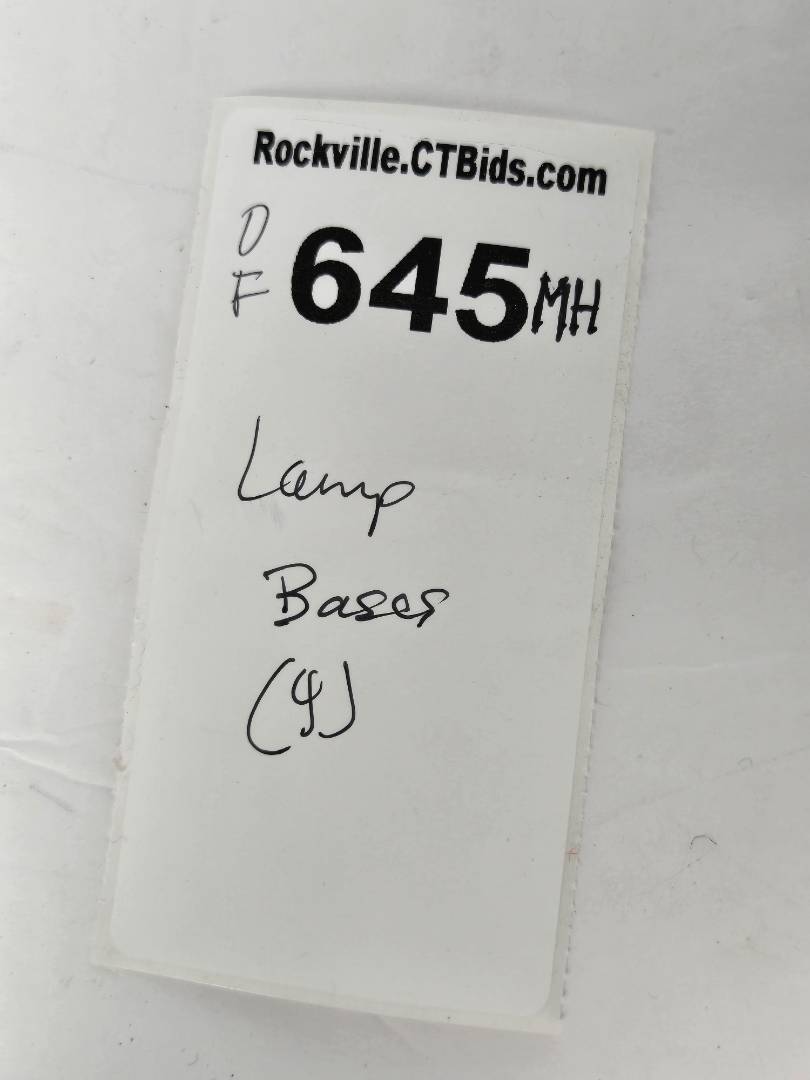 Rockville.CTBids.com
D
F 645MH
Lamp
Bases
(4)